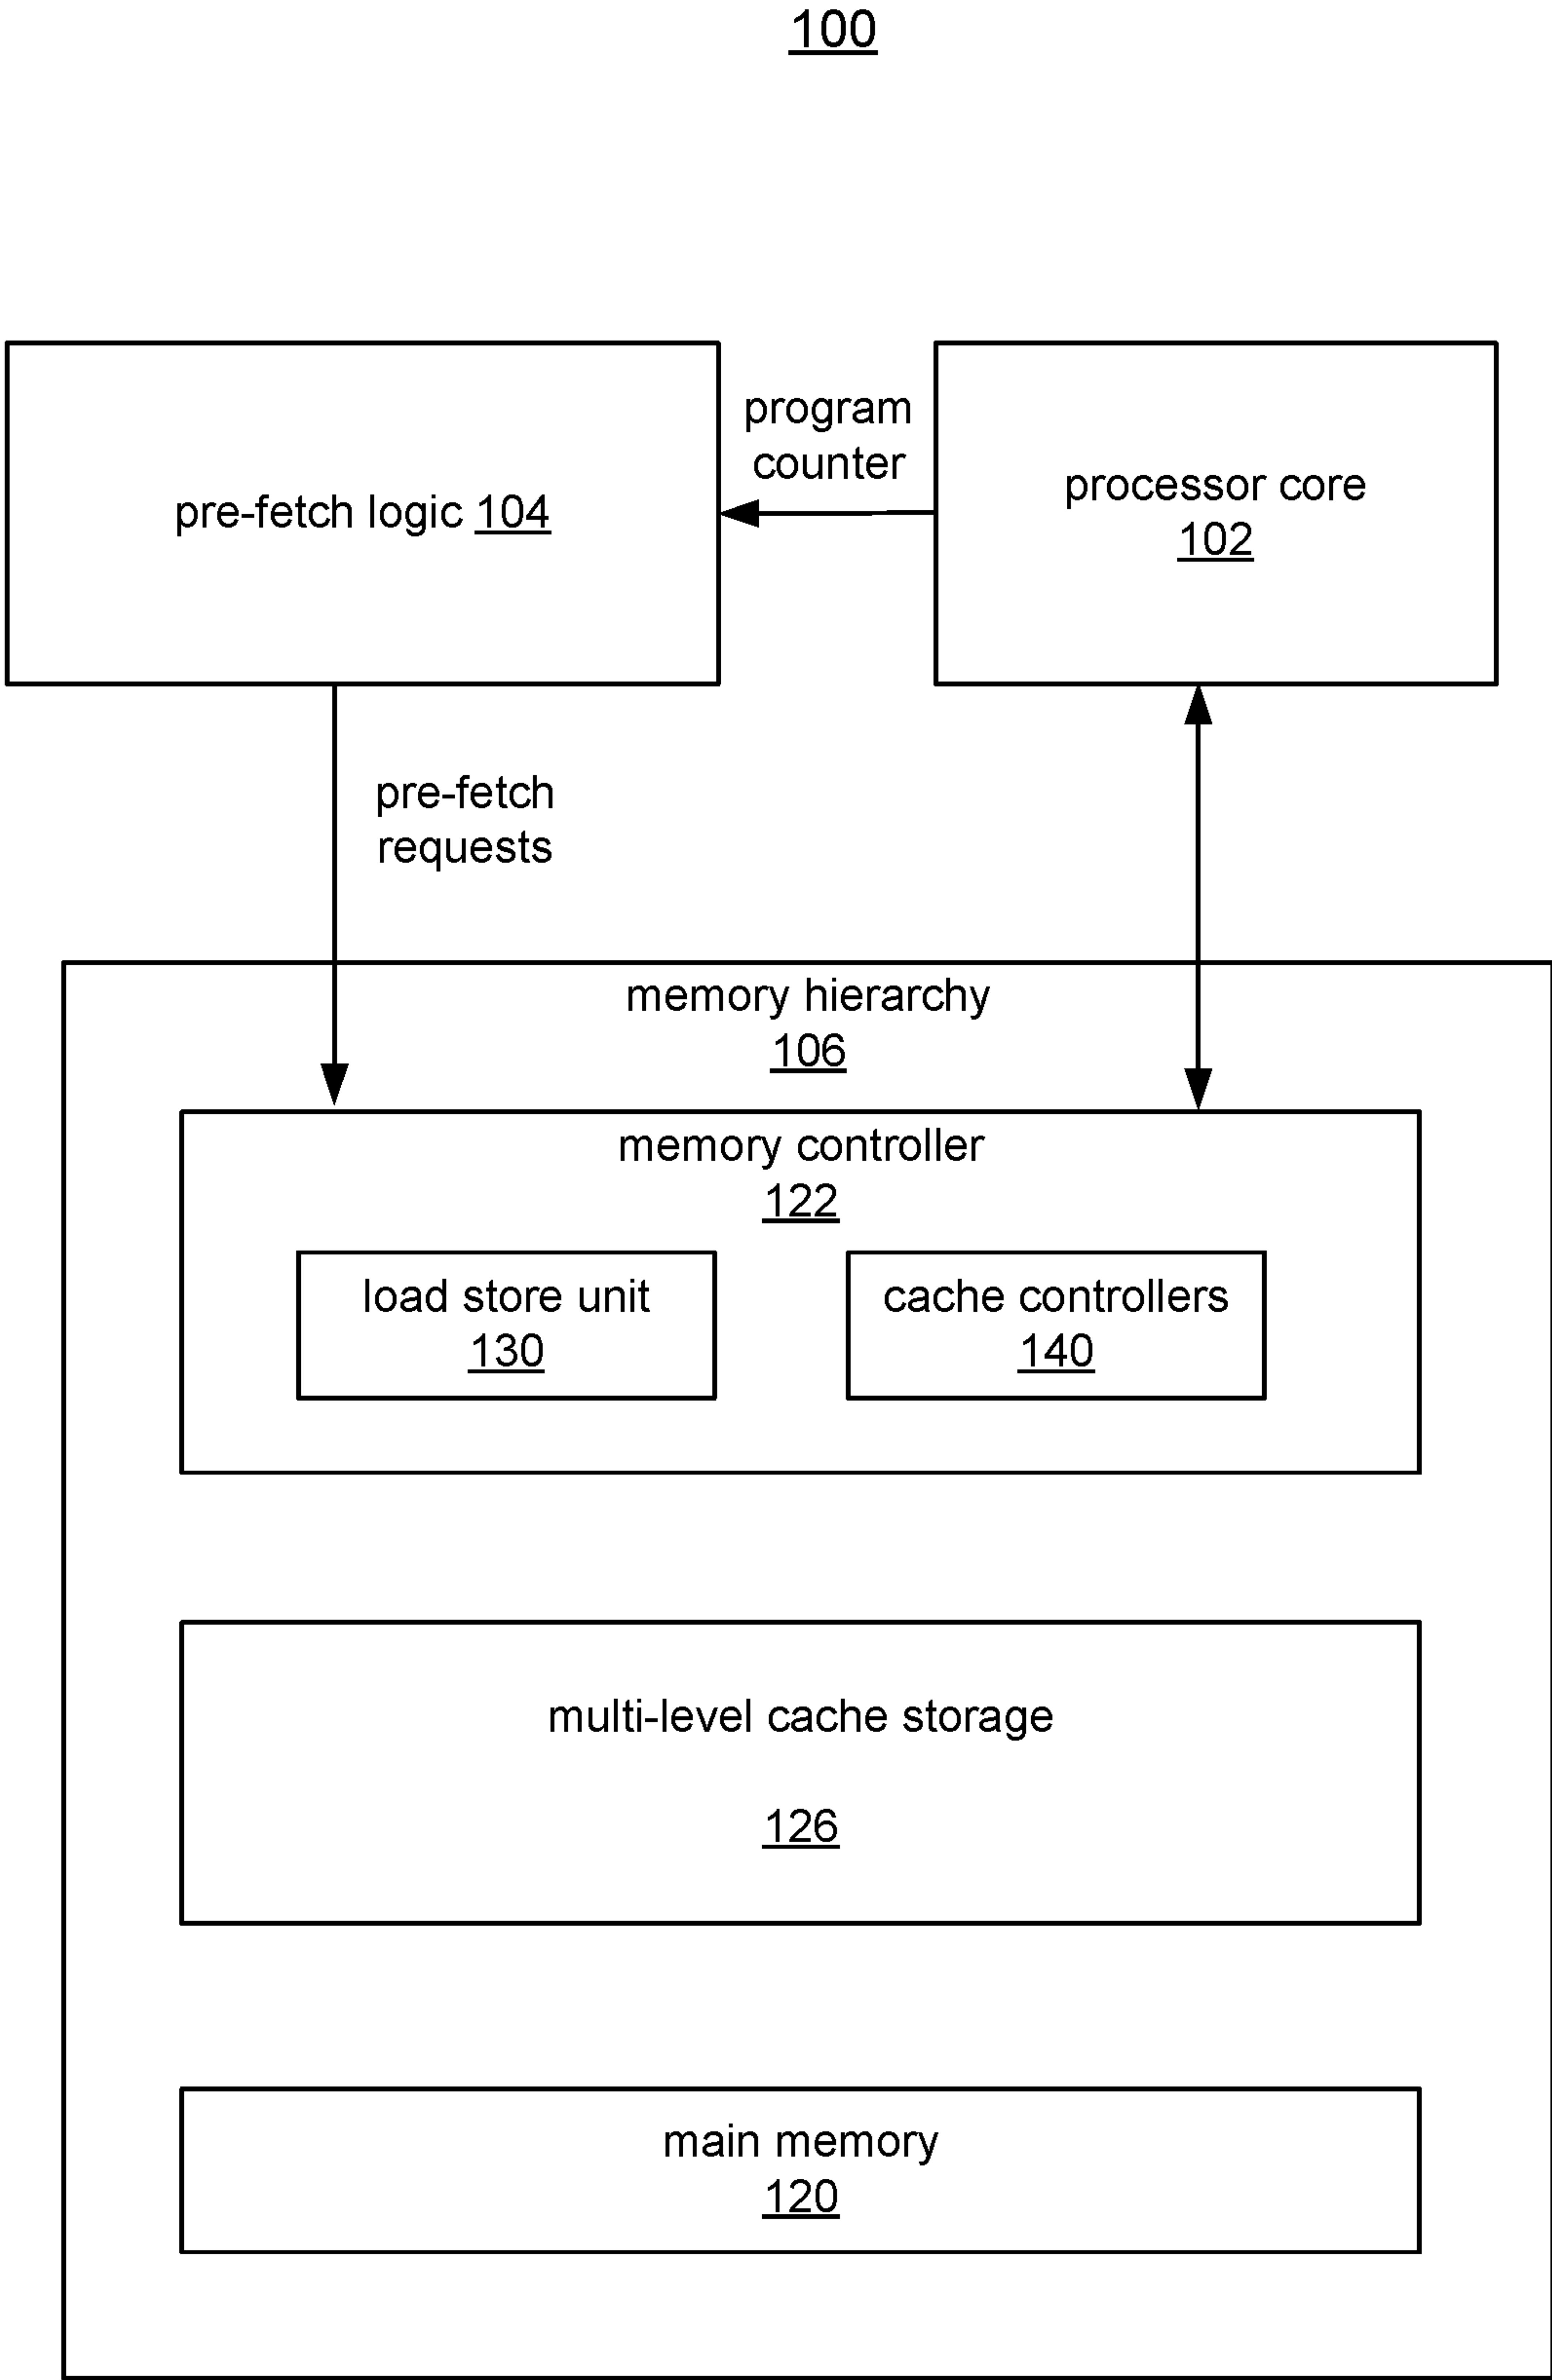 100
pre-fetch logic 104
program
counter
processor core
102
pre-fetch
requests
memory hierarchy
106
memory controller
122
load store unit
130
cache controllers
140
multi-level cache storage
126
main memory
120